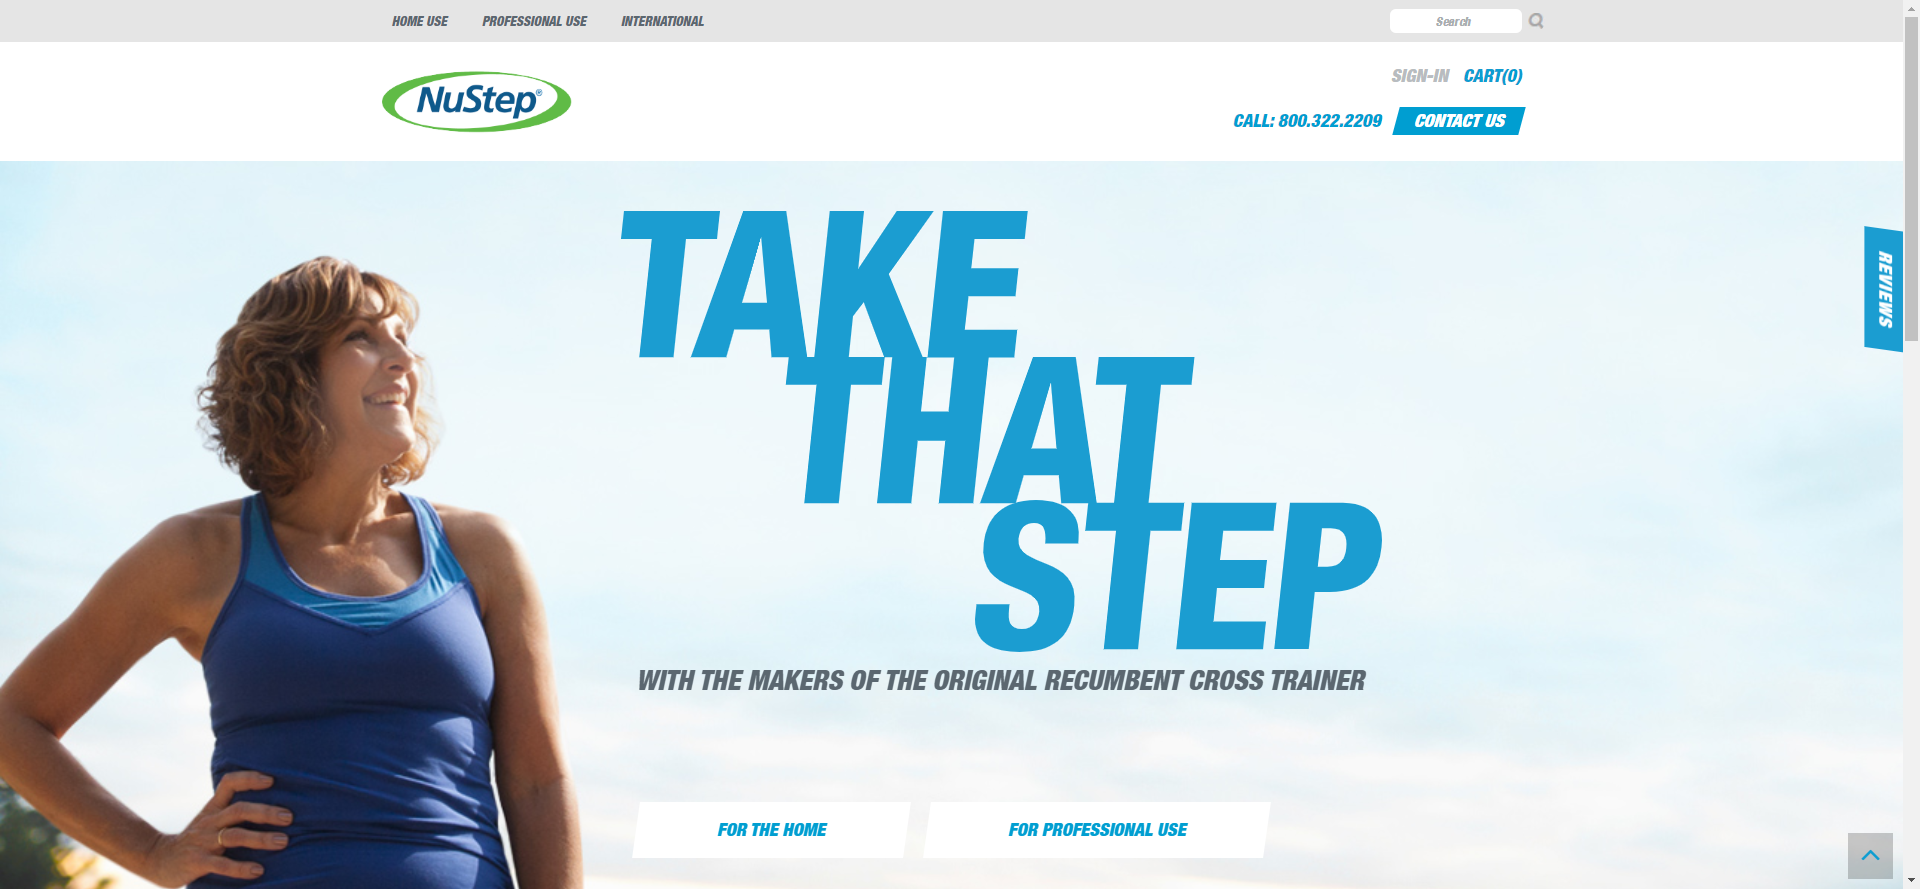 HOME USE PROFESSIONAL USE INTERNATIONAL Search
NuStep®
SIGN-IN CART(0)
CALL: 800.322.2209 CONTACT US
TAKE
THAT
STEP
REVIEWS
WITH THE MAKERS OF THE ORIGINAL RECUMBENT CROSS TRAINER
FOR THE HOME FOR PROFESSIONAL USE